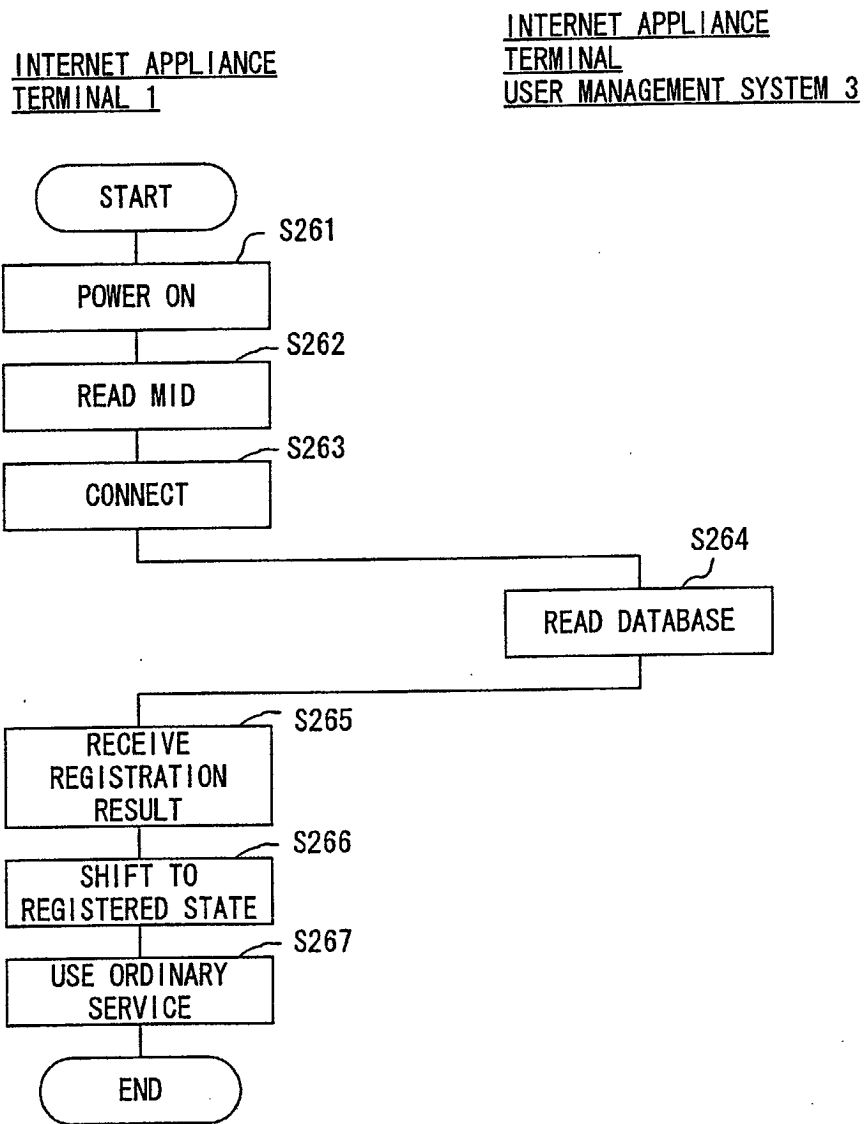 INTERNET APPLIANCE
TERMINAL 1
INTERNET APPLIANCE
TERMINAL
USER MANAGEMENT SYSTEM 3
START
S261
POWER ON
S262
READ MID
S263
CONNECT
S264
READ DATABASE
S265
RECEIVE
REGISTRATION
RESULT
S266
SHIFT TO
REGISTERED STATE
S267
USE ORDINARY
SERVICE
END